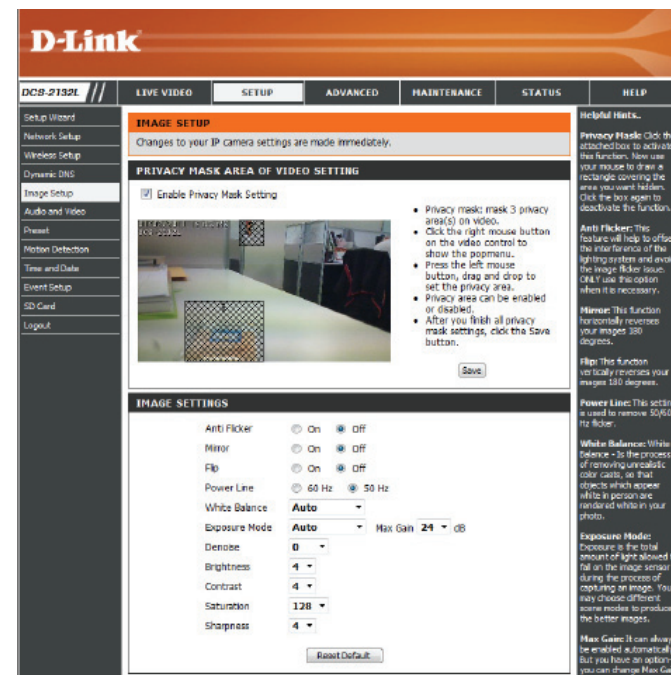 D-Link
DCS-2132L
LIVE VIDEO SETUP ADVANCED MAINTENANCE STATUS HELP
Setup Wizard
Network Setup
Wireless Setup
Dynamic DNS
Image Setup
Audio and Video
Preset
Motion Detection
Time and Date
Event Setup
SD Card
Logout
IMAGE SETUP
Changes to your IP camera settings are made immediately.
PRIVACY MASK AREA OF VIDEO SETTING
Enable Privacy Mask Setting
• Privacy mask: mask 3 privacy
area(s) on video.
• Click the right mouse button
on the video control to
show the popmenu.
• Press the left mouse
button, drag and drop to
set the privacy area.
• Privacy area can be enabled
or disabled.
• After you finish all privacy
mask settings, click the Save
button.
Save
IMAGE SETTINGS
Anti Flicker On Off
Mirror On Off
Flip On Off
Power Line 60 Hz 50 Hz
White Balance Auto
Exposure Mode Auto Max Gain 24 dB
Denoise 0
Brightness 4
Contrast 4
Saturation 128
Sharpness 4
Reset Default
Helpful Hints..
Privacy Mask: Click the
attached box to activate
this function. Now use
your mouse to draw a
rectangle covering the
area you want hidden.
Click the box again to
deactivate the function.
Anti Flicker: This
feature will help to offse
the interference of the
lighting system and avoi
the image flicker issue.
ONLY use this option
when it is necessary.
Mirror: This function
horizontally reverses
your images 180
degrees.
Flip: This function
vertically reverses your
images 180 degrees.
Power Line: This settin
is used to remove 50/60
Hz flicker.
White Balance: White
Balance - Is the process
of removing unrealistic
color casts, so that
objects which appear
white in person are
rendered white in your
photo.
Exposure Mode:
Exposure is the total
amount of light allowed t
fall on the image sensor
during the process of
capturing an image. You
may choose different
scene modes to produce
the better images.
Max Gain: It can alway
be enabled automatically
But you have an option-
you can change Max Ga